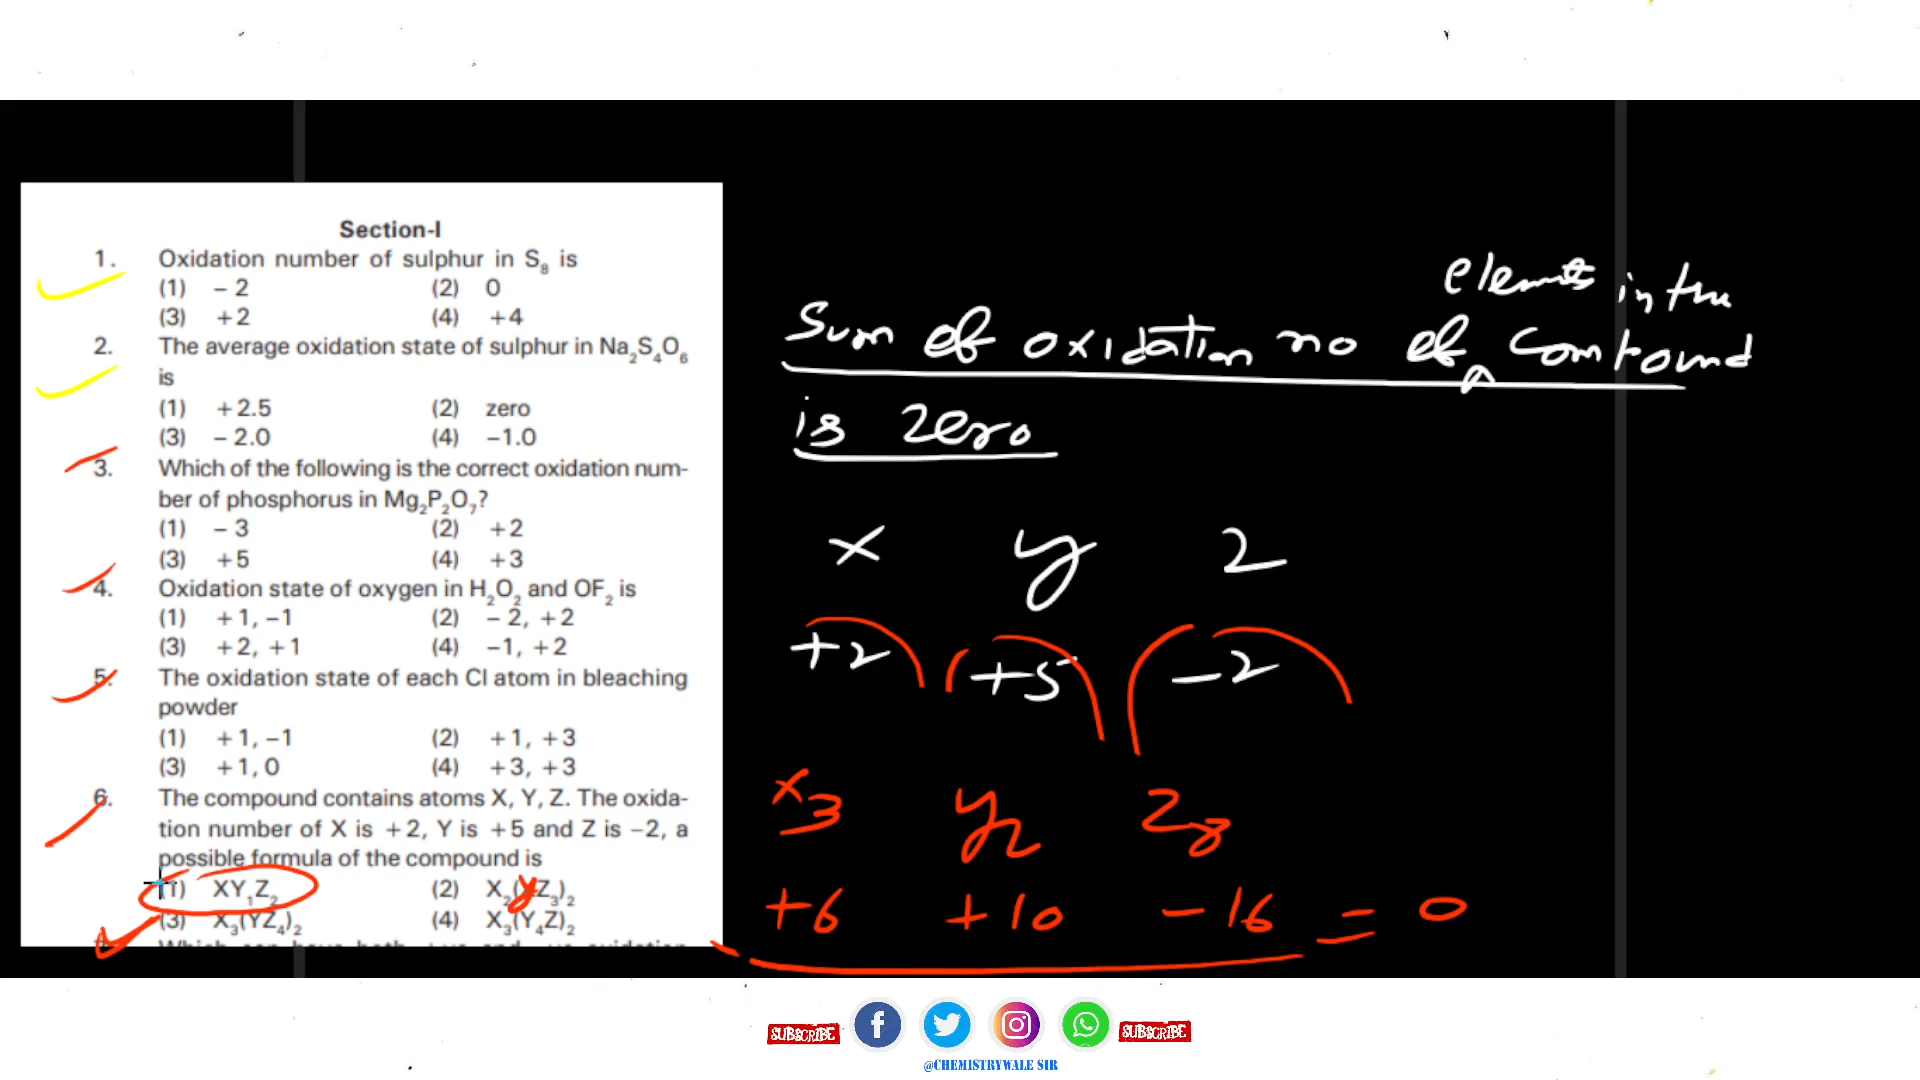 Section-I
1. Oxidation number of sulphur in S₈ is
(1) – 2 (2) 0
(3) +2 (4) +4
2. The average oxidation state of sulphur in Na₂S₄O₆
is
(1) +2.5 (2) zero
(3) – 2.0 (4) –1.0
3. Which of the following is the correct oxidation num-
ber of phosphorus in Mg₂P₂O₇?
(1) – 3 (2) +2
(3) +5 (4) +3
4. Oxidation state of oxygen in H₂O₂ and OF₂ is
(1) +1, –1 (2) – 2, +2
(3) +2, +1 (4) –1, +2
5. The oxidation state of each Cl atom in bleaching
powder
(1) +1, –1 (2) +1, +3
(3) +1, 0 (4) +3, +3
6. The compound contains atoms X, Y, Z. The oxida-
tion number of X is +2, Y is +5 and Z is –2, a
possible formula of the compound is
(1) XY₁Z₂ (2) X₂(YZ₃)₂
(3) X₃(YZ₄)₂ (4) X₃(Y₄Z)₂
elements in the
Sum of oxidation no of ^ compound
is zero
x y z
+2 +5 -2
x₃ y₂ z₈
+6 +10 -16 = 0
SUBSCRIBE SUBSCRIBE
@CHEMISTRYWALE SIR